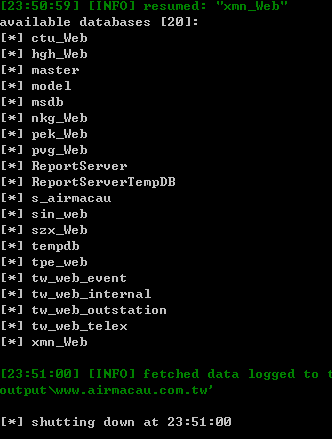 [23:50:59] [INFO] resumed: "xmn_Web"
available databases [20]:
[*] ctu_Web
[*] hgh_Web
[*] master
[*] model
[*] msdb
[*] nkg_Web
[*] pek_Web
[*] pvg_Web
[*] ReportServer
[*] ReportServerTempDB
[*] s_airmacau
[*] sin_web
[*] szx_Web
[*] tempdb
[*] tpe_web
[*] tw_web_event
[*] tw_web_internal
[*] tw_web_outstation
[*] tw_web_telex
[*] xmn_Web
[23:51:00] [INFO] fetched data logged to t
output\www.airmacau.com.tw'
[*] shutting down at 23:51:00